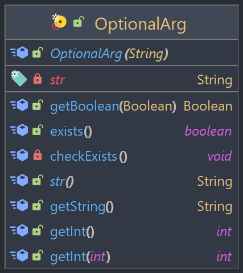 OptionalArg
OptionalArg(String)
str String
getBoolean(Boolean) Boolean
exists() boolean
checkExists() void
str() String
getString() String
getInt() int
getInt(int) int